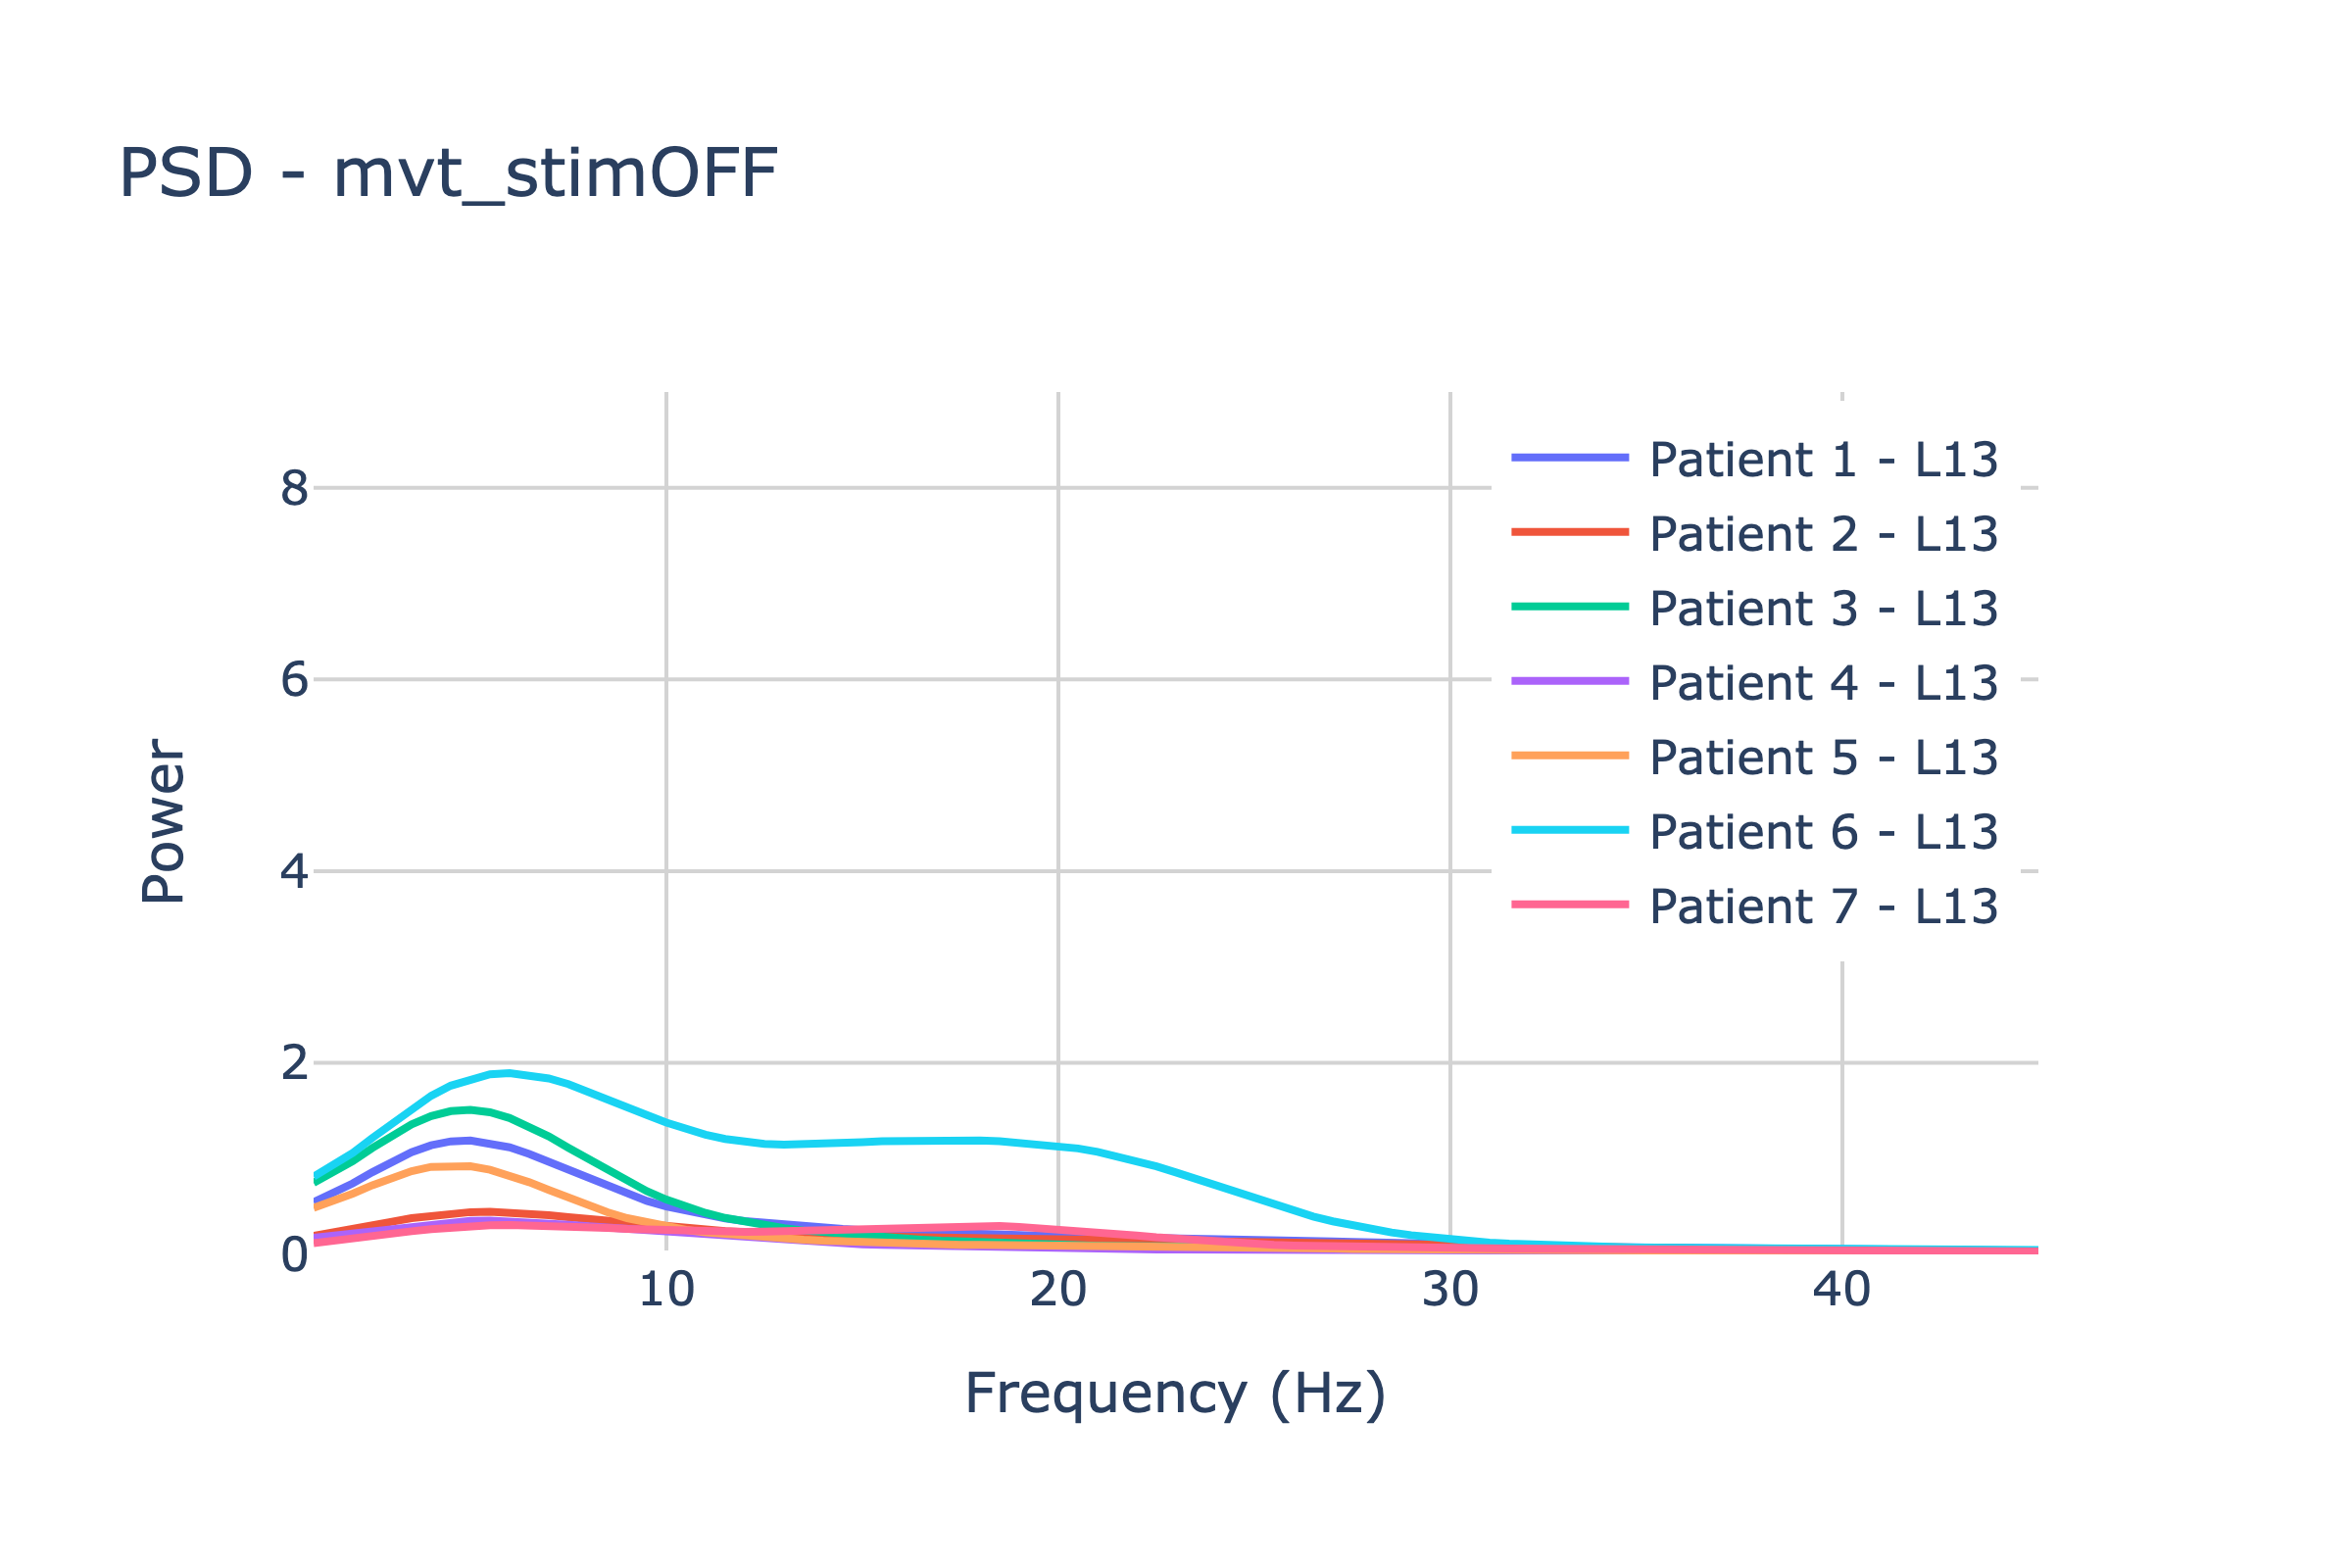 PSD - mvt_stimOFF
Patient 1 - L13
Patient 2 - L13
Patient 3 - L13
Patient 4 - L13
Patient 5 - L13
Patient 6 - L13
Patient 7 - L13
8
6
4
2
0
Power
10 20 30 40
Frequency (Hz)